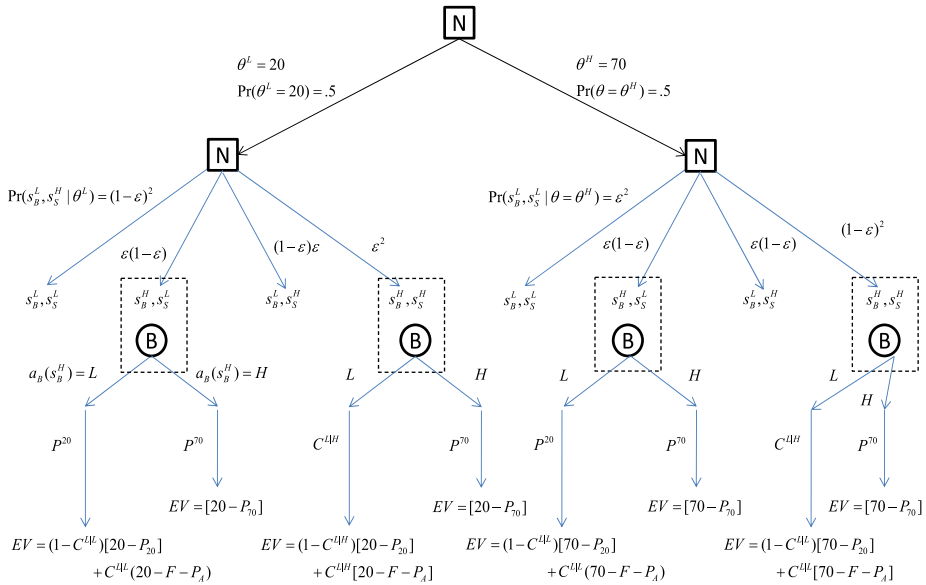 N
θ^L = 20
Pr(θ^L = 20) = .5
θ^H = 70
Pr(θ = θ^H) = .5
N
N
Pr(s_B^L, s_S^H | θ^L) = (1−ε)^2
ε(1−ε)
(1−ε)ε
ε^2
Pr(s_B^L, s_S^L | θ = θ^H) = ε^2
ε(1−ε)
ε(1−ε)
(1−ε)^2
s_B^L, s_S^L
s_B^H, s_S^L
s_B^L, s_S^H
s_B^H, s_S^H
s_B^L, s_S^L
s_B^H, s_S^L
s_B^L, s_S^H
s_B^H, s_S^H
B
B
B
B
a_B(s_B^H) = L
a_B(s_B^H) = H
L
H
L
H
L
H
P^20
P^70
C^{L|H}
P^70
P^20
P^70
C^{L|H}
P^70
EV = [20 − P_70]
EV = [20 − P_70]
EV = [70 − P_70]
EV = [70 − P_70]
EV = (1 − C^{L|L})[20 − P_20]
+ C^{L|L}(20 − F − P_A)
EV = (1 − C^{L|H})[20 − P_20]
+ C^{L|H}[20 − F − P_A]
EV = (1 − C^{L|L})[70 − P_20]
+ C^{L|L}(70 − F − P_A)
EV = (1 − C^{L|L})[70 − P_20]
+ C^{L|L}[70 − F − P_A]